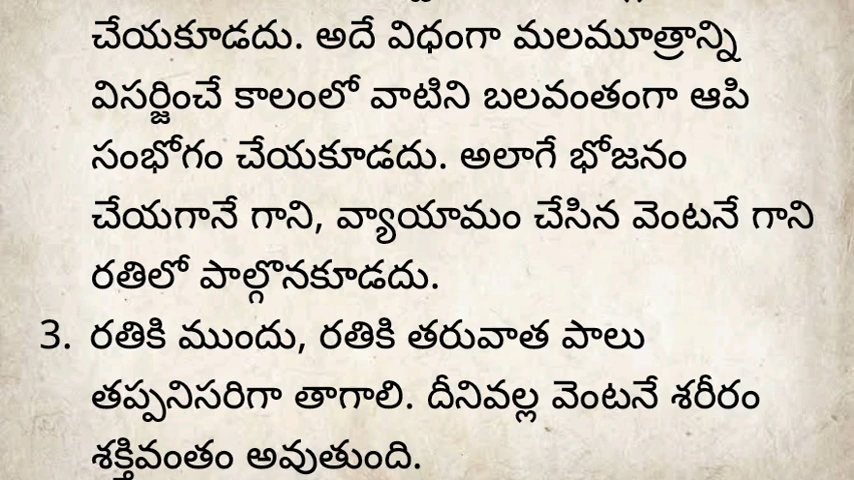 చేయకూడదు. అదే విధంగా మలమూత్రాన్ని
విసర్జించే కాలంలో వాటిని బలవంతంగా ఆపి
సంభోగం చేయకూడదు. అలాగే భోజనం
చేయగానే గాని, వ్యాయామం చేసిన వెంటనే గాని
రతిలో పాల్గొనకూడదు.
3. రతికి ముందు, రతికి తరువాత పాలు
తప్పనిసరిగా తాగాలి. దీనివల్ల వెంటనే శరీరం
శక్తివంతం అవుతుంది.